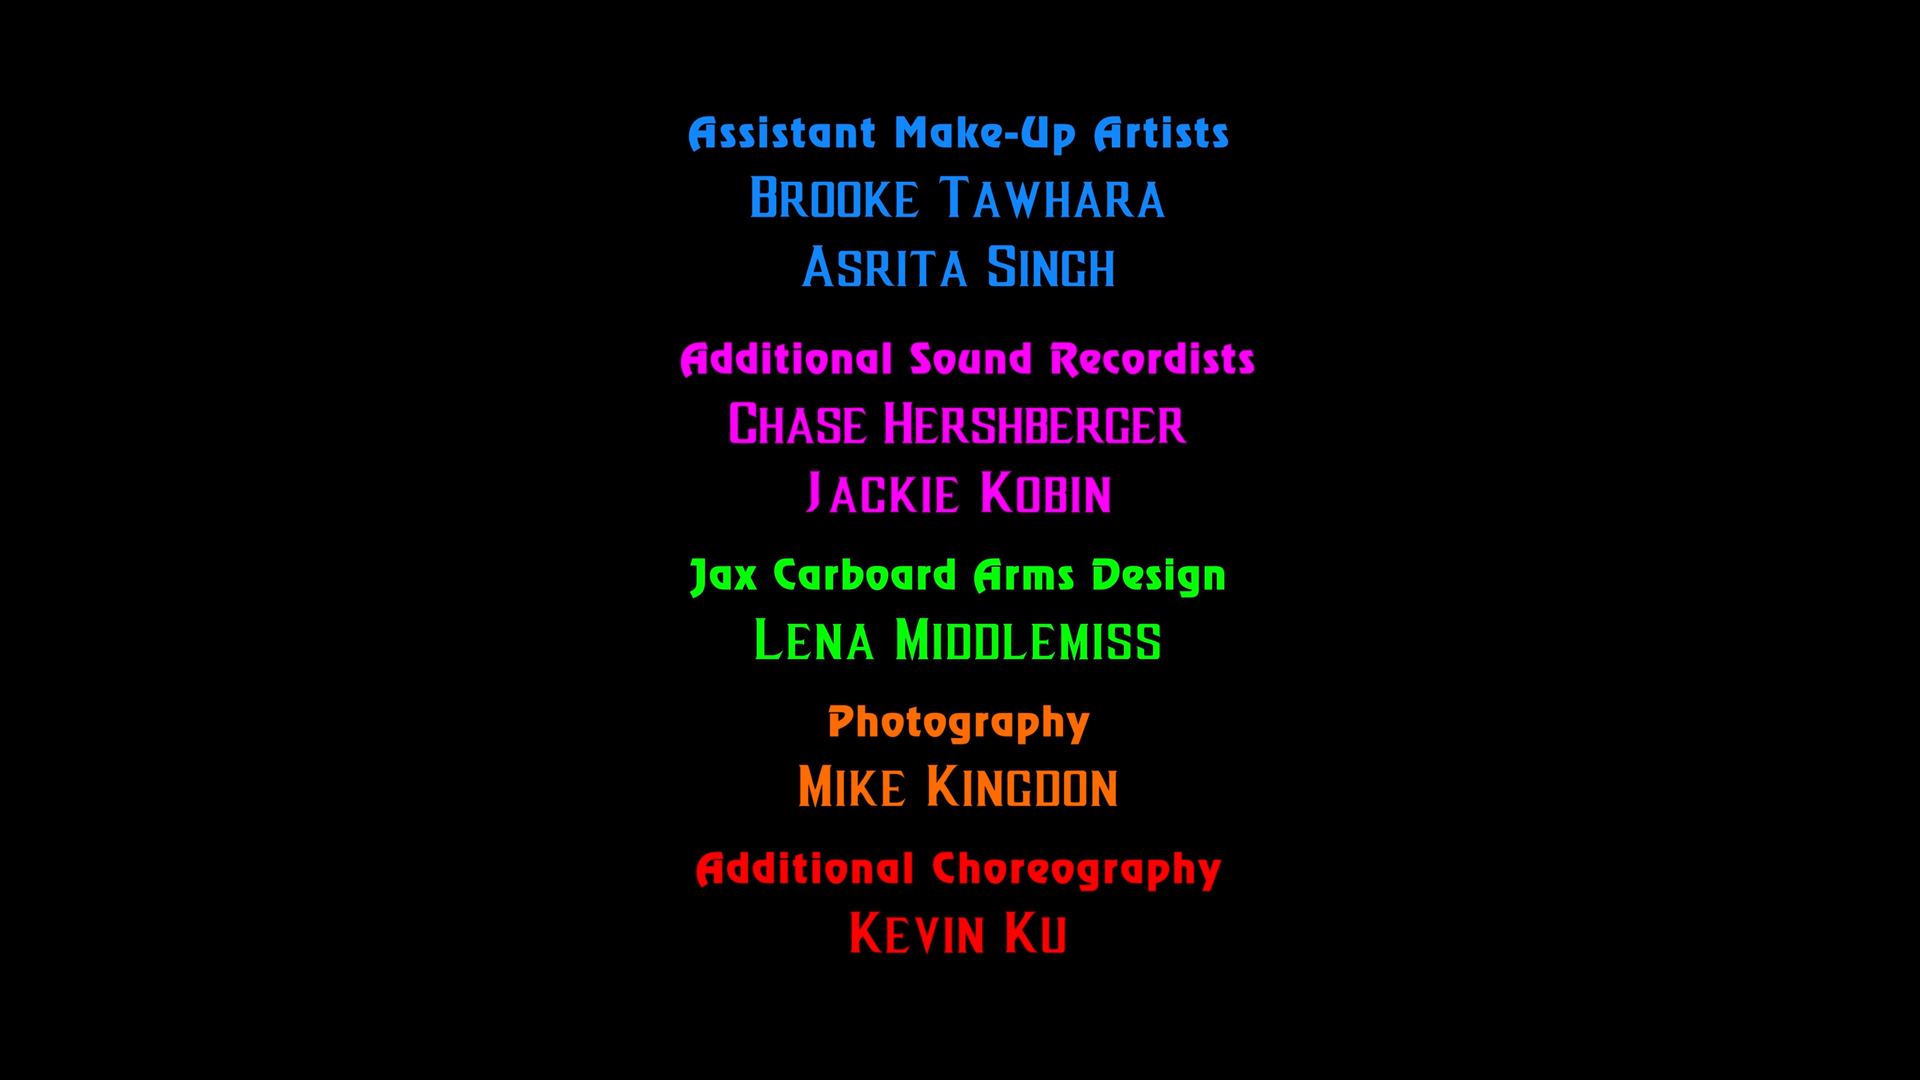 Assistant Make-Up Artists
Brooke Tawhara
Asrita Singh
Additional Sound Recordists
Chase Hershberger
Jackie Kobin
Jax Carboard Arms Design
Lena Middlemiss
Photography
Mike Kingdon
Additional Choreography
Kevin Ku